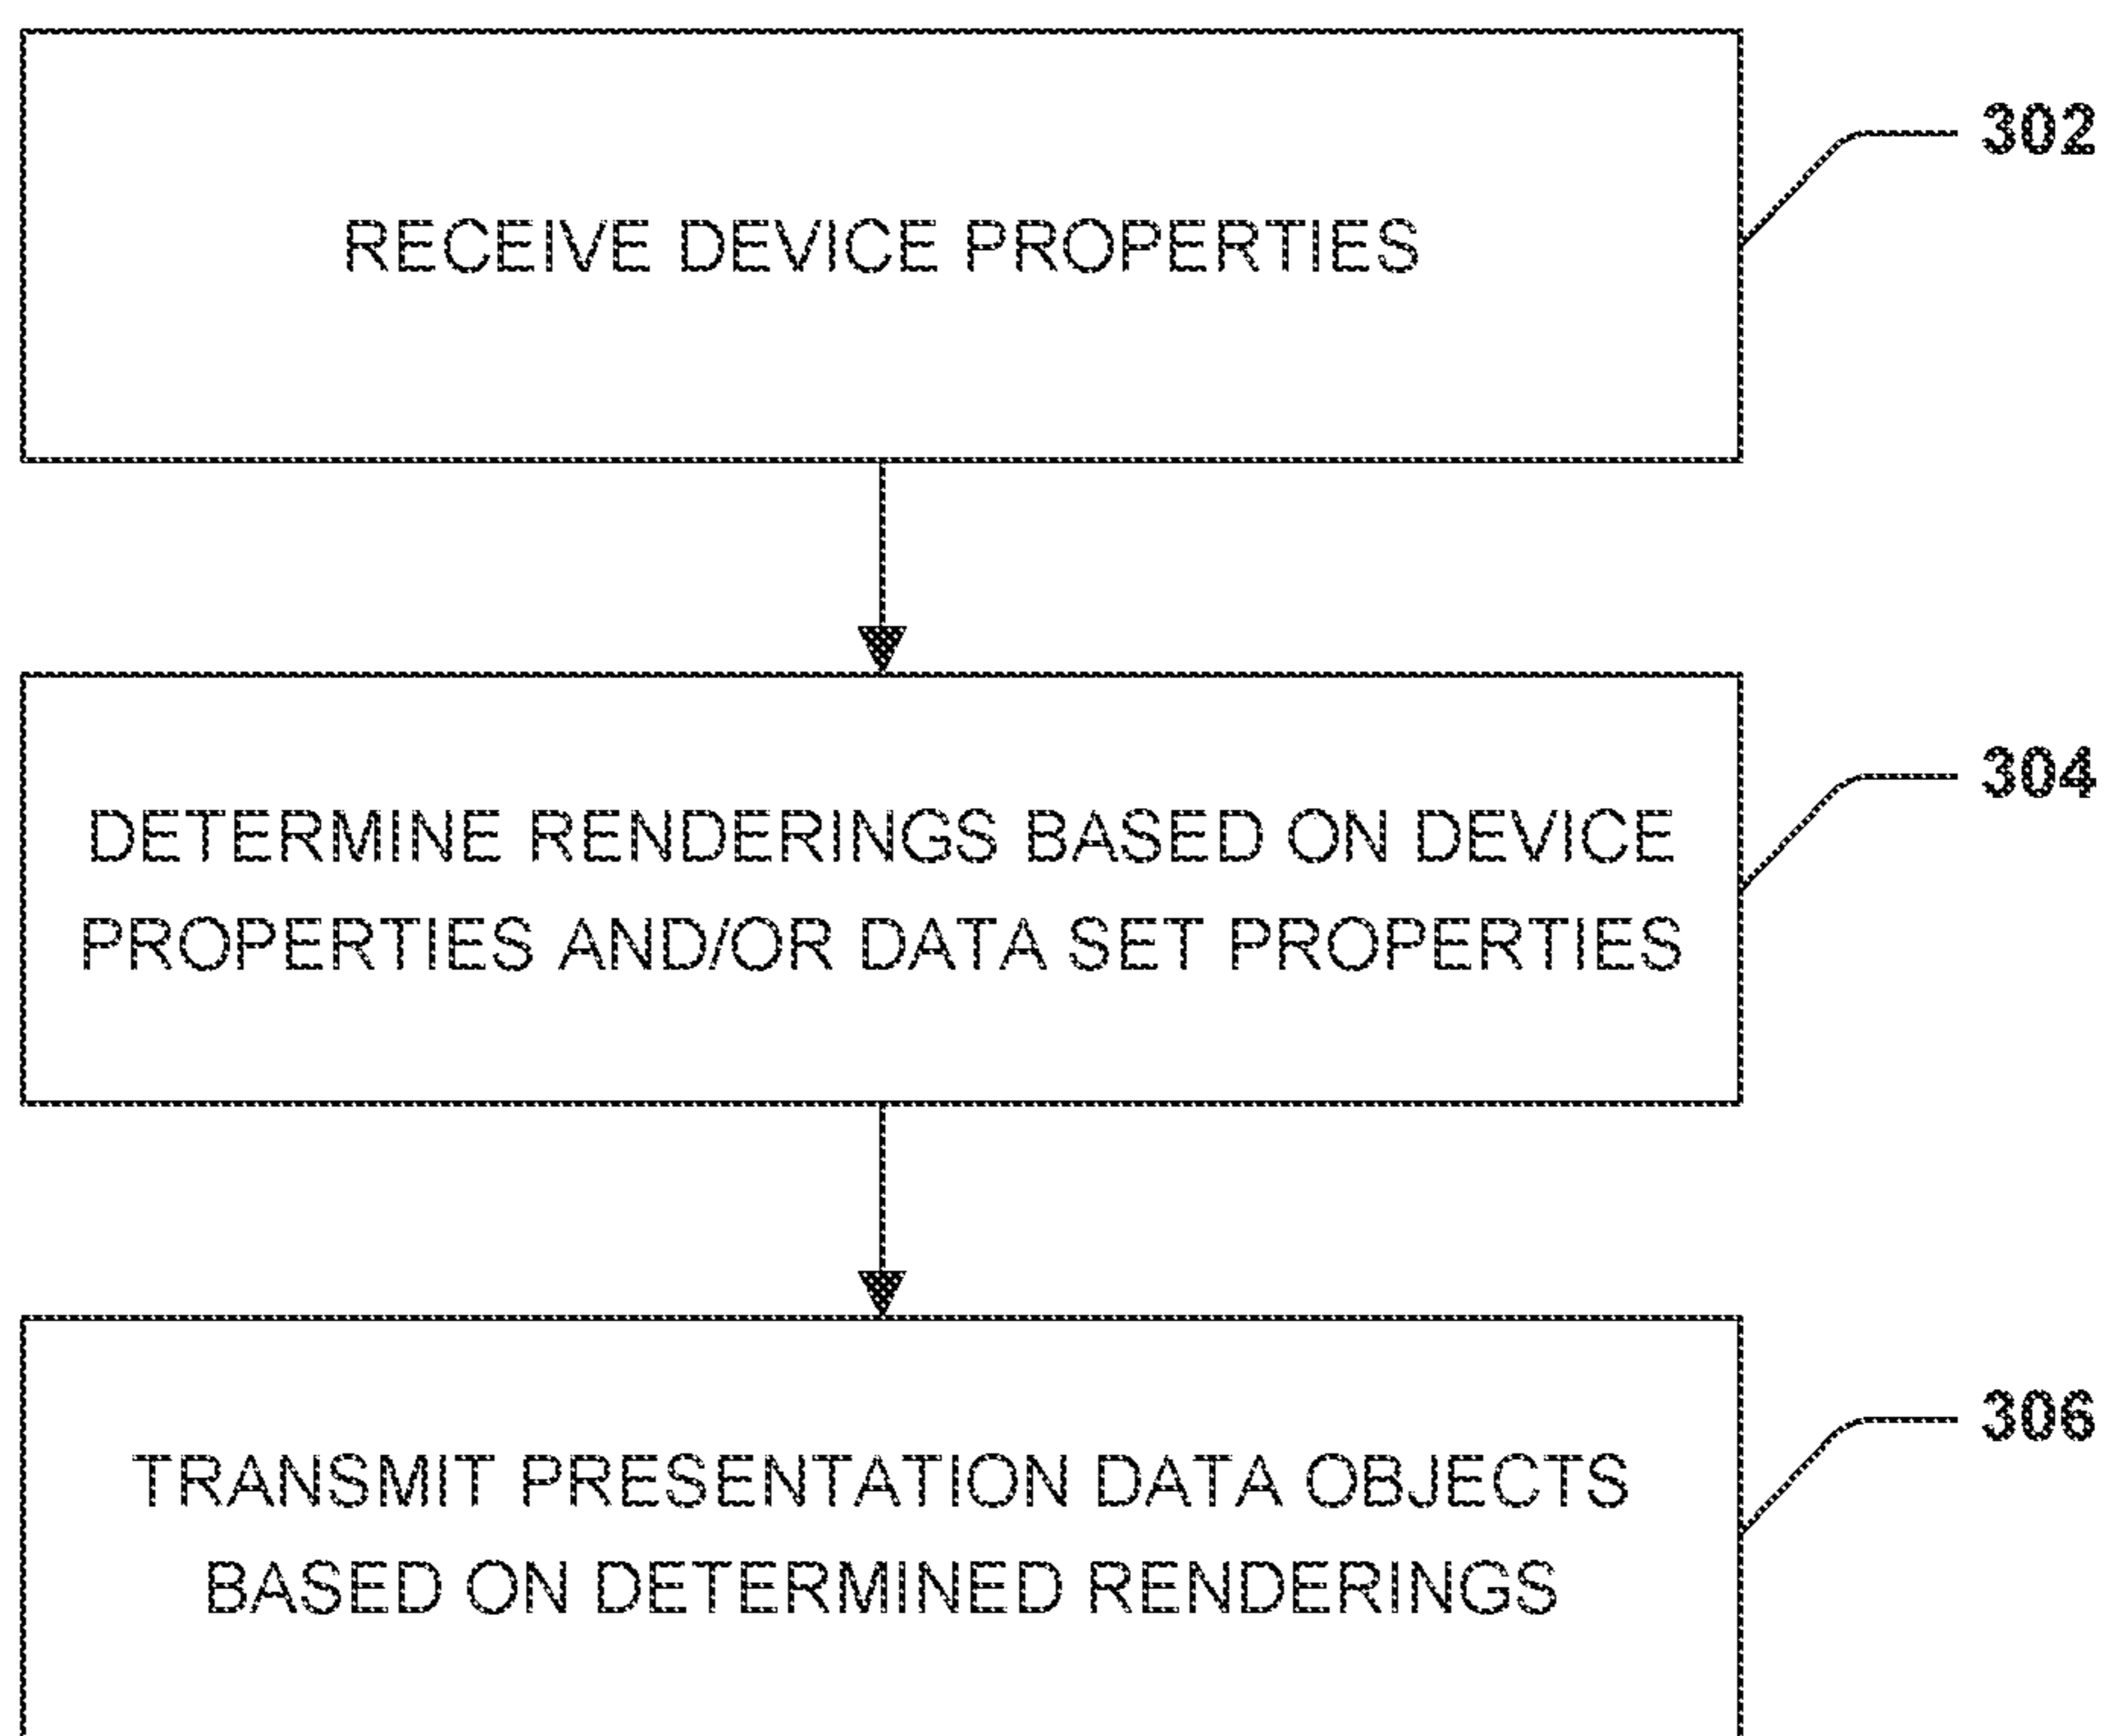 RECEIVE DEVICE PROPERTIES
302
DETERMINE RENDERINGS BASED ON DEVICE
PROPERTIES AND/OR DATA SET PROPERTIES
304
TRANSMIT PRESENTATION DATA OBJECTS
BASED ON DETERMINED RENDERINGS
306